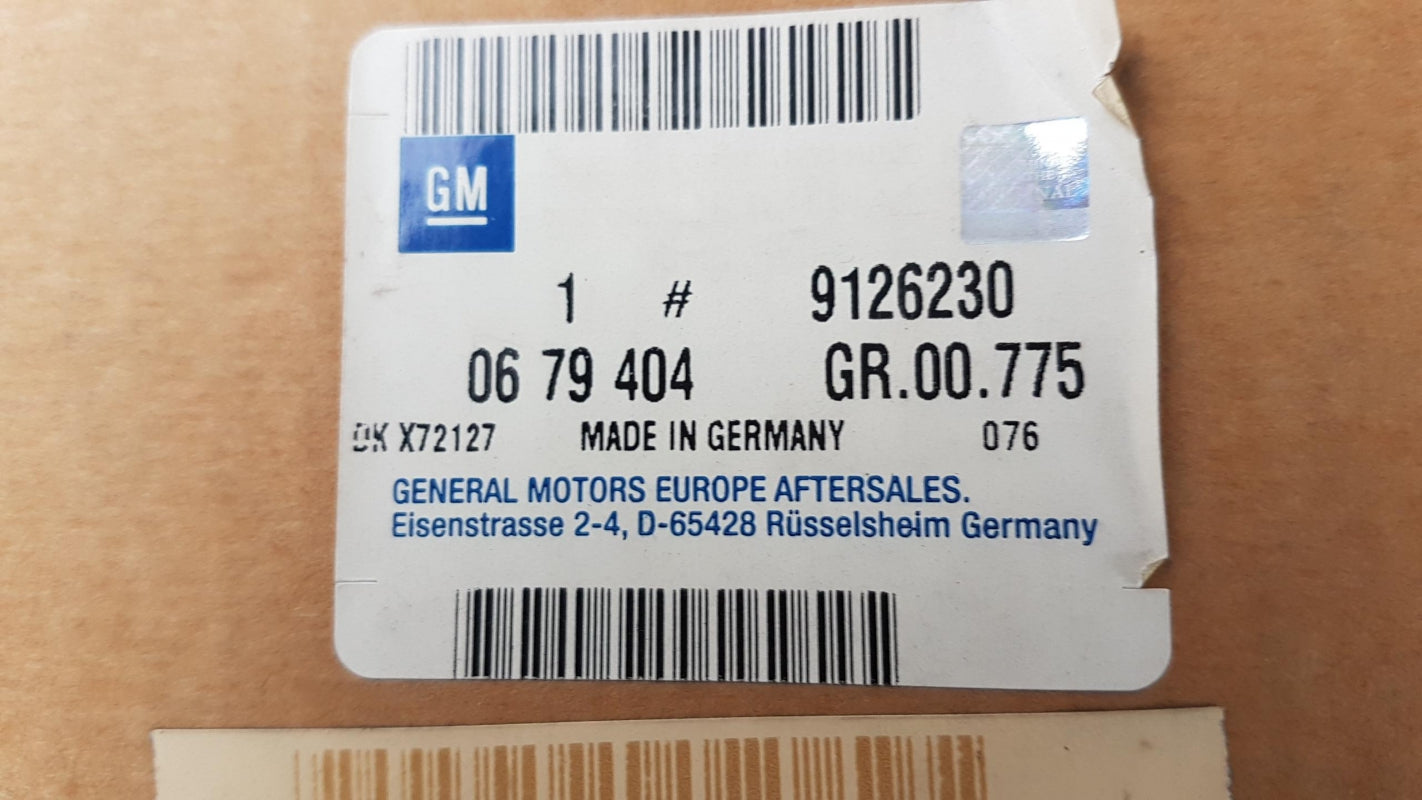 GM
1 # 9126230
06 79 404 GR.00.775
DK X72127 MADE IN GERMANY 076
GENERAL MOTORS EUROPE AFTERSALES.
Eisenstrasse 2-4, D-65428 Rüsselsheim Germany